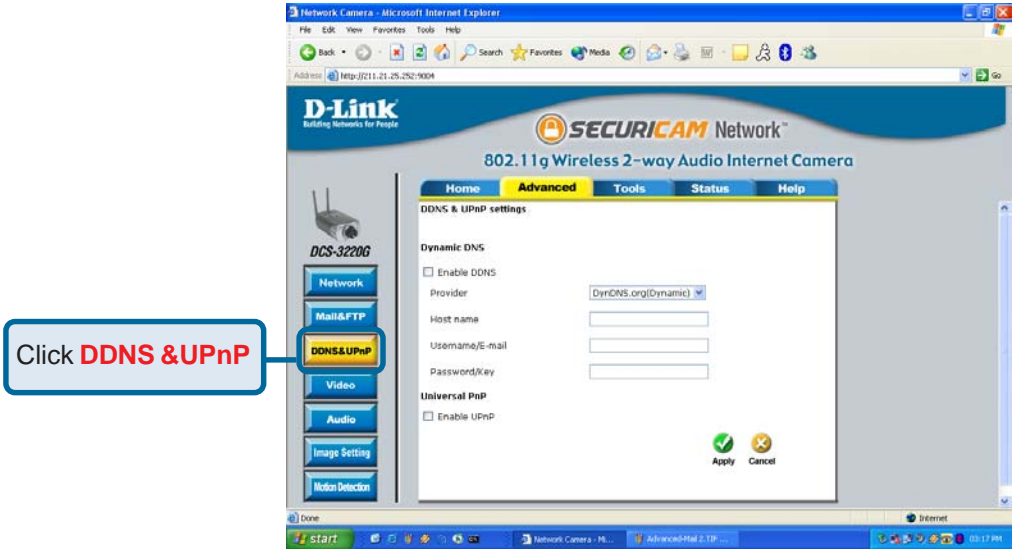 Network Camera - Microsoft Internet Explorer
File Edit View Favorites Tools Help
Back Search Favorites Media
Address http://211.21.25.252:9004 Go
D-Link
Building Networks for People
SECURICAM Network™
802.11g Wireless 2-way Audio Internet Camera
Home Advanced Tools Status Help
DCS-3220G
Network
Mail&FTP
DDNS&UPnP
Video
Audio
Image Setting
Motion Detection
Click DDNS &UPnP
DDNS & UPnP settings
Dynamic DNS
Enable DDNS
Provider DynDNS.org(Dynamic)
Host name
Username/E-mail
Password/Key
Universal PnP
Enable UPnP
Apply Cancel
Done Internet
start Network Camera - Mi... Advanced-Mail 2.TIF ... 03:17 PM